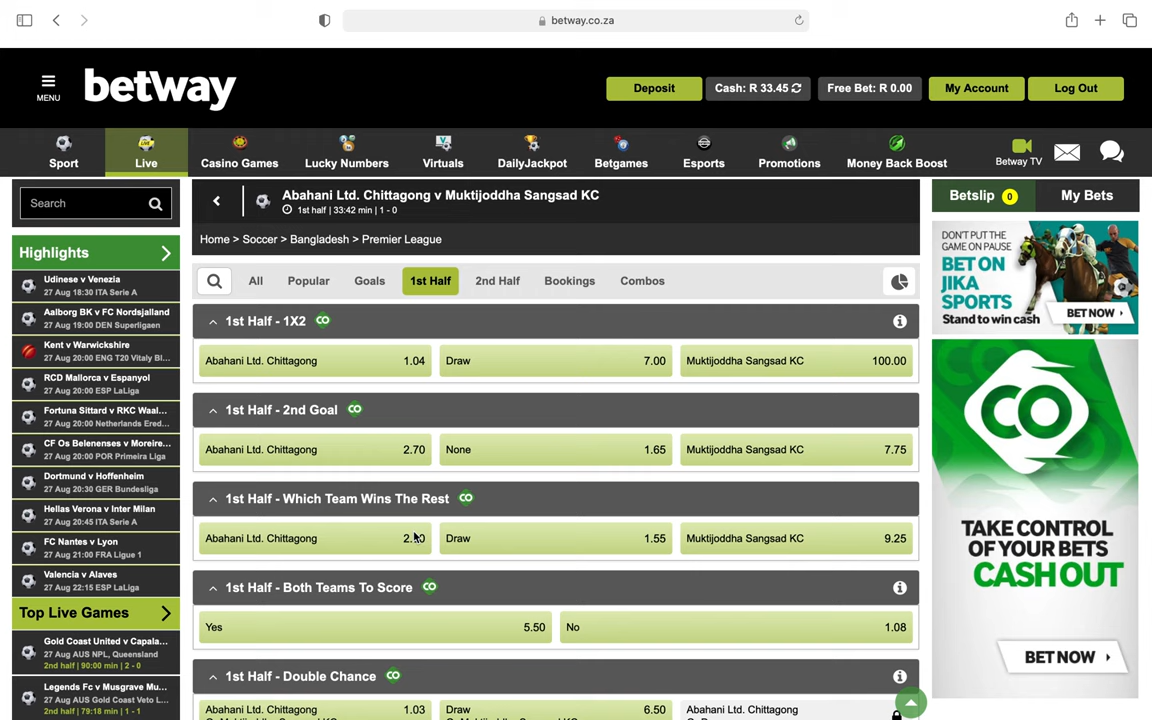 betway.co.za
MENU
betway
Deposit
Cash: R 33.45
Free Bet: R 0.00
My Account
Log Out
Sport
Live
Casino Games
Lucky Numbers
Virtuals
DailyJackpot
Betgames
Esports
Promotions
Money Back Boost
Betway TV
Search
Highlights
Udinese v Venezia
27 Aug 18:30 ITA Serie A
Aalborg BK v FC Nordsjalland
27 Aug 19:00 DEN Superligaen
Kent v Warwickshire
27 Aug 20:00 ENG T20 Vitaly Bl...
RCD Mallorca v Espanyol
27 Aug 20:00 ESP LaLiga
Fortuna Sittard v RKC Waal...
27 Aug 20:00 Netherlands Ered...
CF Os Belenenses v Moreire...
27 Aug 20:00 POR Primeira Liga
Dortmund v Hoffenheim
27 Aug 20:30 GER Bundesliga
Hellas Verona v Inter Milan
27 Aug 20:45 ITA Serie A
FC Nantes v Lyon
27 Aug 21:00 FRA Ligue 1
Valencia v Alaves
27 Aug 22:15 ESP LaLiga
Top Live Games
Gold Coast United v Capala...
27 Aug AUS NPL, Queensland
2nd half | 90:00 min | 2 - 0
Legends Fc v Musgrave Mu...
27 Aug AUS Gold Coast Veto L...
2nd half | 79:18 min | 1 - 1
Abahani Ltd. Chittagong v Muktijoddha Sangsad KC
1st half | 33:42 min | 1 - 0
Home > Soccer > Bangladesh > Premier League
All
Popular
Goals
1st Half
2nd Half
Bookings
Combos
1st Half - 1X2 CO
Abahani Ltd. Chittagong 1.04
Draw 7.00
Muktijoddha Sangsad KC 100.00
1st Half - 2nd Goal CO
Abahani Ltd. Chittagong 2.70
None 1.65
Muktijoddha Sangsad KC 7.75
1st Half - Which Team Wins The Rest CO
Abahani Ltd. Chittagong
Draw 1.55
Muktijoddha Sangsad KC 9.25
1st Half - Both Teams To Score CO
Yes 5.50
No 1.08
1st Half - Double Chance CO
Abahani Ltd. Chittagong 1.03
Draw 6.50
Abahani Ltd. Chittagong
Betslip 0
My Bets
DON'T PUT THE
GAME ON PAUSE
BET ON
JIKA
SPORTS
Stand to win cash
BET NOW
CO
TAKE CONTROL
OF YOUR BETS
CASH OUT
BET NOW